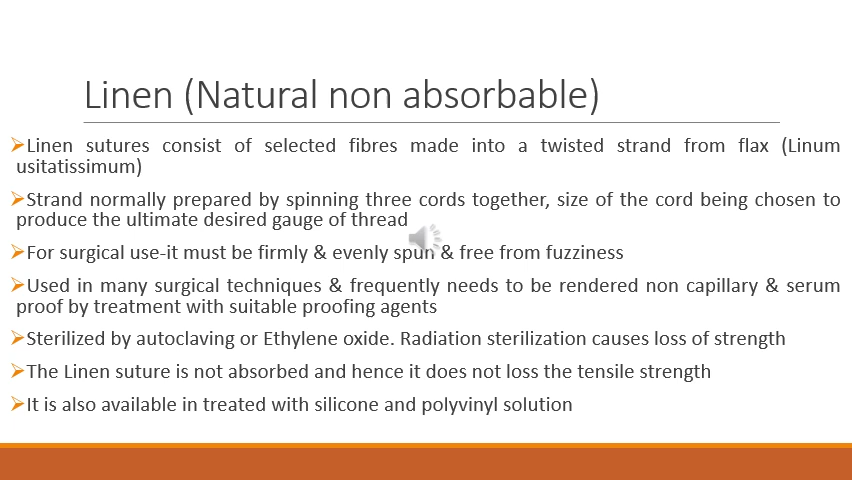 Linen (Natural non absorbable)
➢Linen sutures consist of selected fibres made into a twisted strand from flax (Linum
usitatissimum)
➢Strand normally prepared by spinning three cords together, size of the cord being chosen to
produce the ultimate desired gauge of thread
➢For surgical use-it must be firmly & evenly spun & free from fuzziness
➢Used in many surgical techniques & frequently needs to be rendered non capillary & serum
proof by treatment with suitable proofing agents
➢Sterilized by autoclaving or Ethylene oxide. Radiation sterilization causes loss of strength
➢The Linen suture is not absorbed and hence it does not loss the tensile strength
➢It is also available in treated with silicone and polyvinyl solution